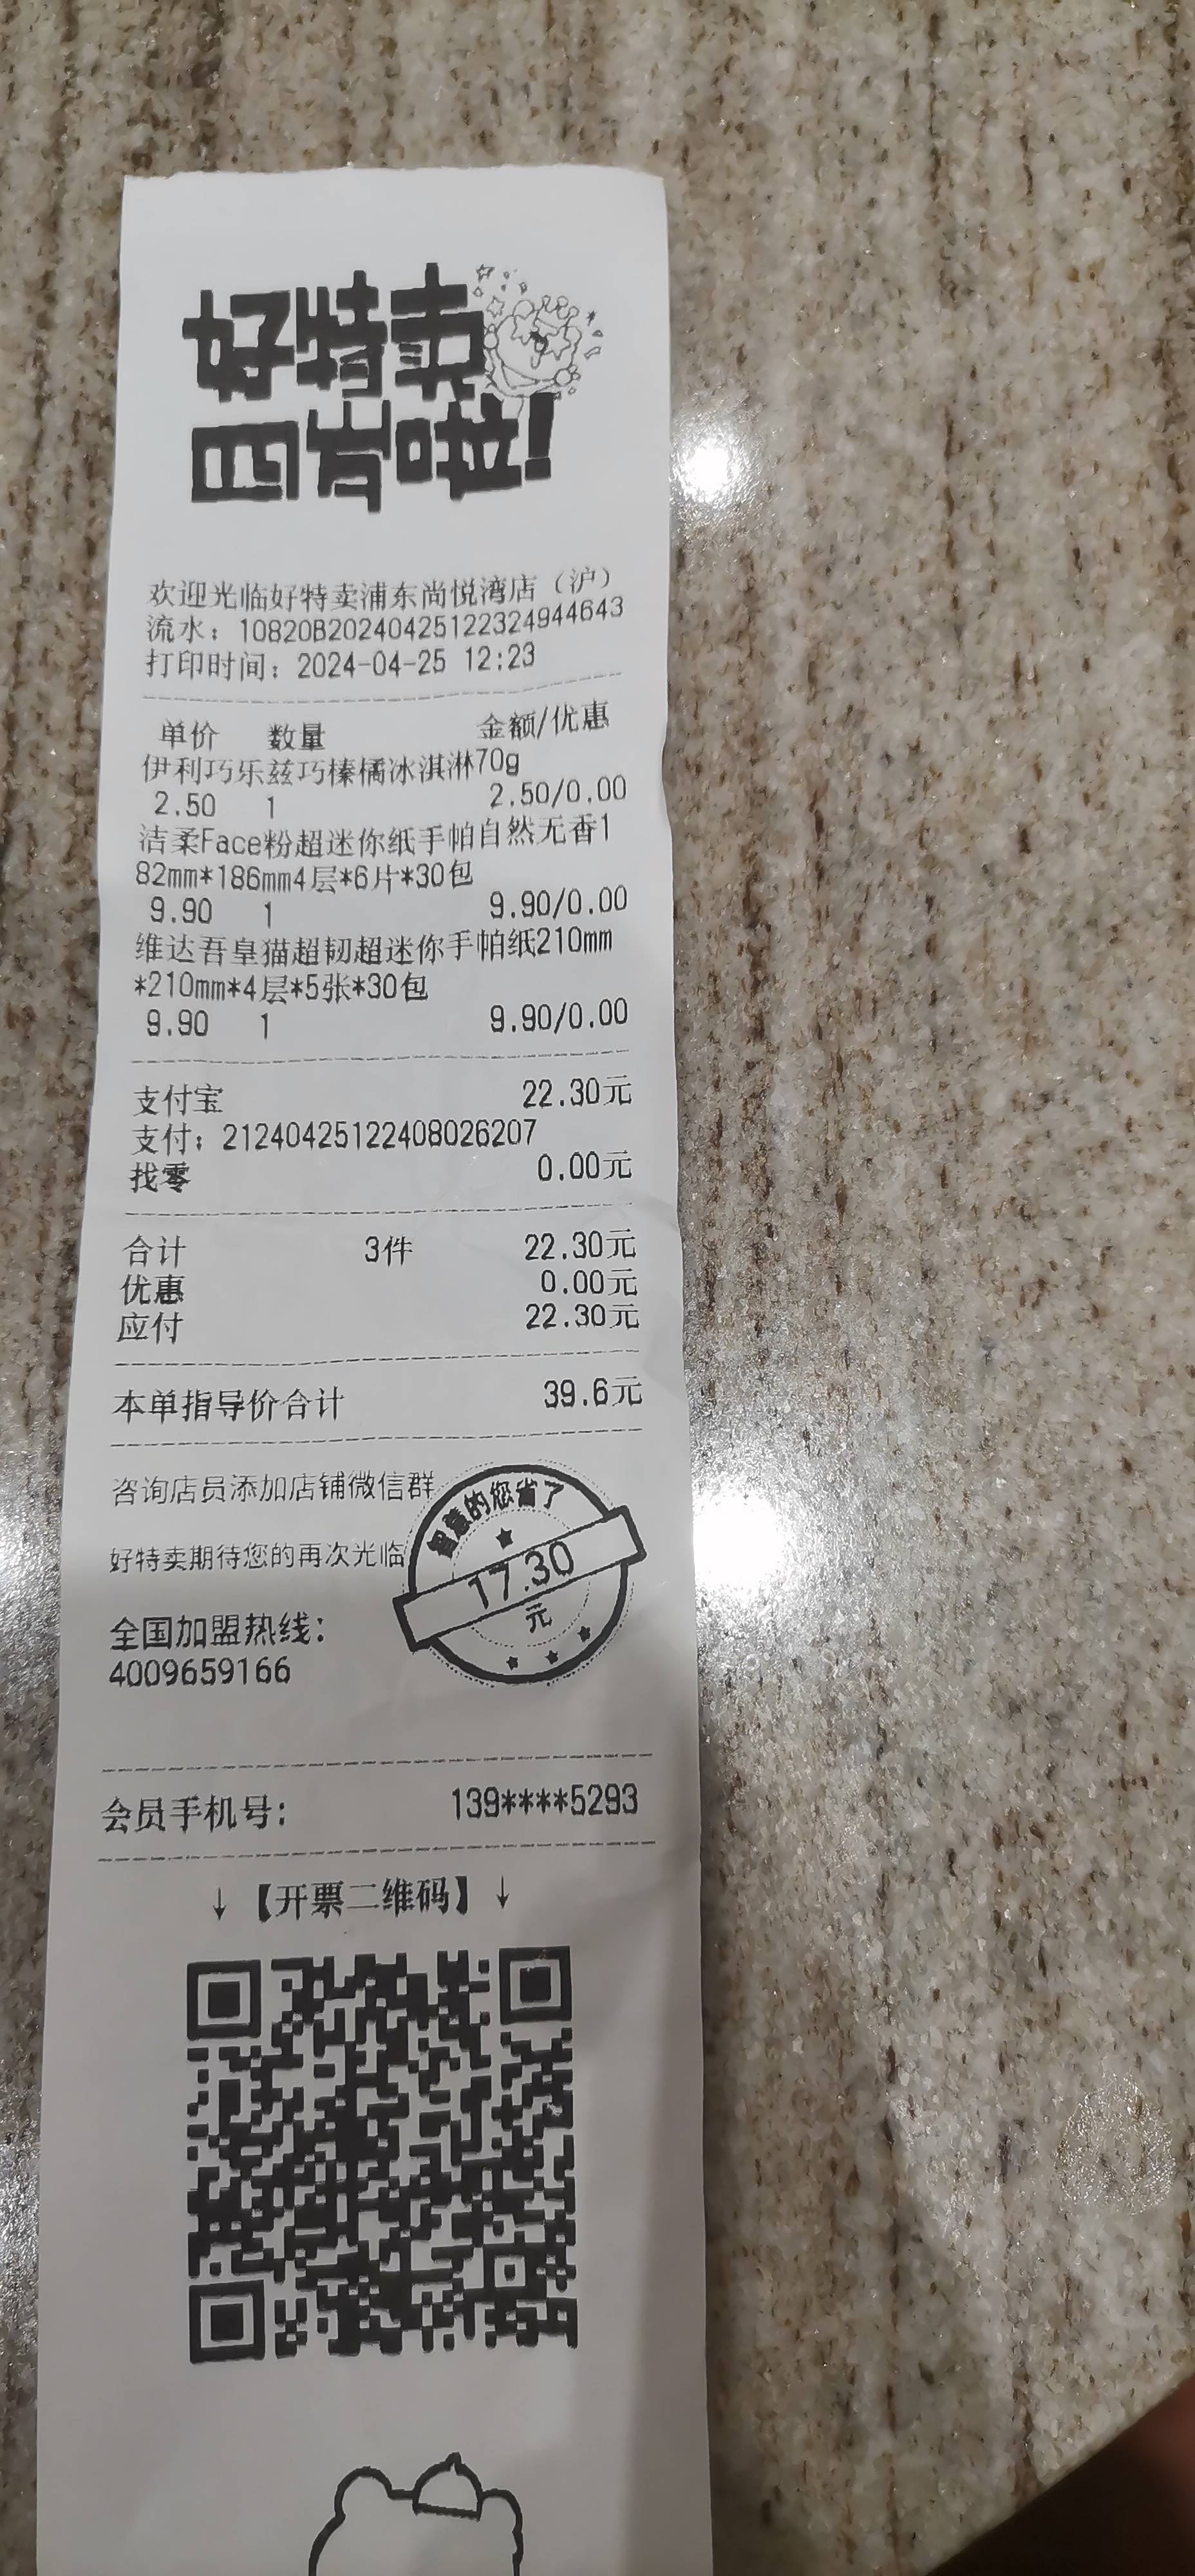 好特卖
回来啦!
欢迎光临好特卖浦东尚悦湾店（沪）
流水：10820B20240425122324944643
打印时间：2024-04-25 12:23
单价 数量 金额/优惠
伊利巧乐兹巧榛橘冰淇淋70g
2.50 1 2.50/0.00
洁柔Face粉超迷你纸手帕自然无香1
82mm*186mm4层*6片*30包
9.90 1 9.90/0.00
维达吾皇猫超韧超迷你手帕纸210mm
*210mm*4层*5张*30包
9.90 1 9.90/0.00
支付宝 22.30元
支付：21240425122408026207
找零 0.00元
合计 3件 22.30元
优惠 0.00元
应付 22.30元
本单指导价合计 39.6元
咨询店员添加店铺微信群
智慧的您省了
17.30
元
好特卖期待您的再次光临
全国加盟热线：
4009659166
会员手机号： 139****5293
↓【开票二维码】↓